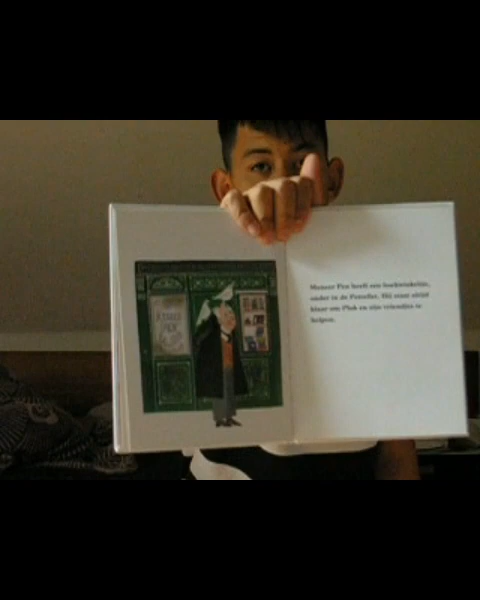 Meneer Pen heeft een boekwinkeltje,
onder in de Petteflet. Hij staat altijd
klaar om Pluk en zijn vriendjes te
helpen.